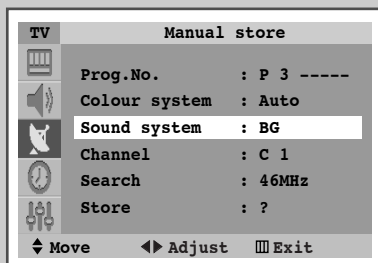 TV Manual store
Prog.No. : P 3 -----
Colour system : Auto
Sound system : BG
Channel : C 1
Search : 46MHz
Store : ?
Move Adjust Exit